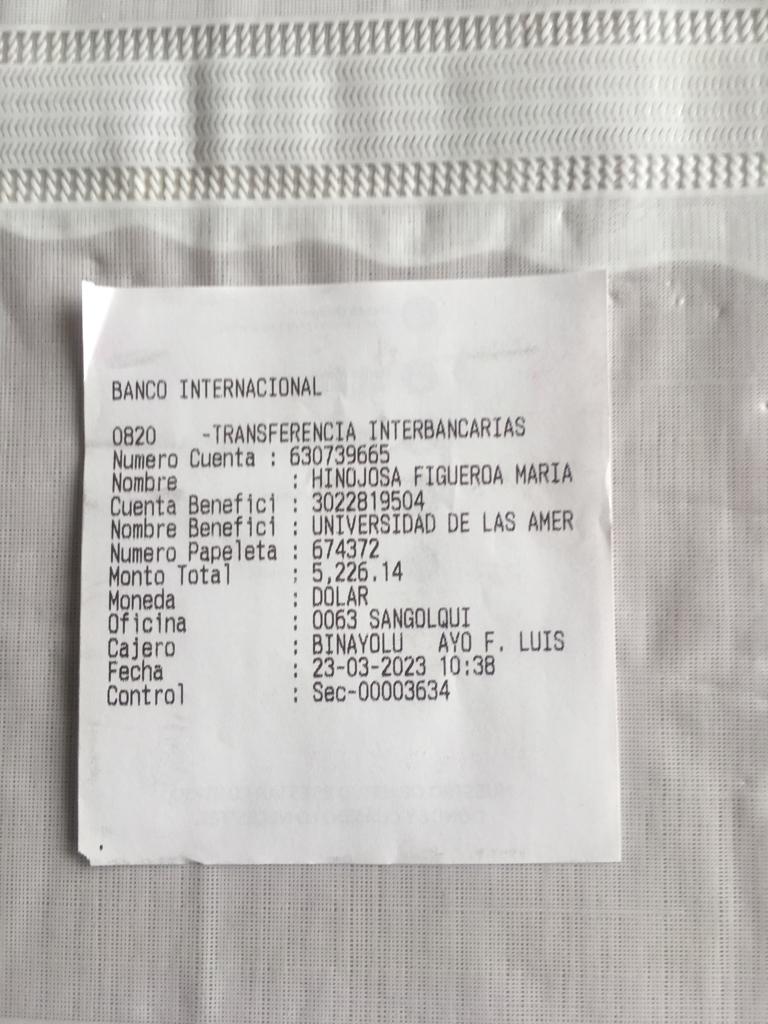 BANCO INTERNACIONAL
0820 -TRANSFERENCIA INTERBANCARIAS
Numero Cuenta : 630739665
Nombre : HINOJOSA FIGUEROA MARIA
Cuenta Benefici : 3022819504
Nombre Benefici : UNIVERSIDAD DE LAS AMER
Numero Papeleta : 674372
Monto Total : 5,226.14
Moneda : DOLAR
Oficina : 0063 SANGOLQUI
Cajero : BINAYOLU AYO F. LUIS
Fecha : 23-03-2023 10:38
Control : Sec-00003634